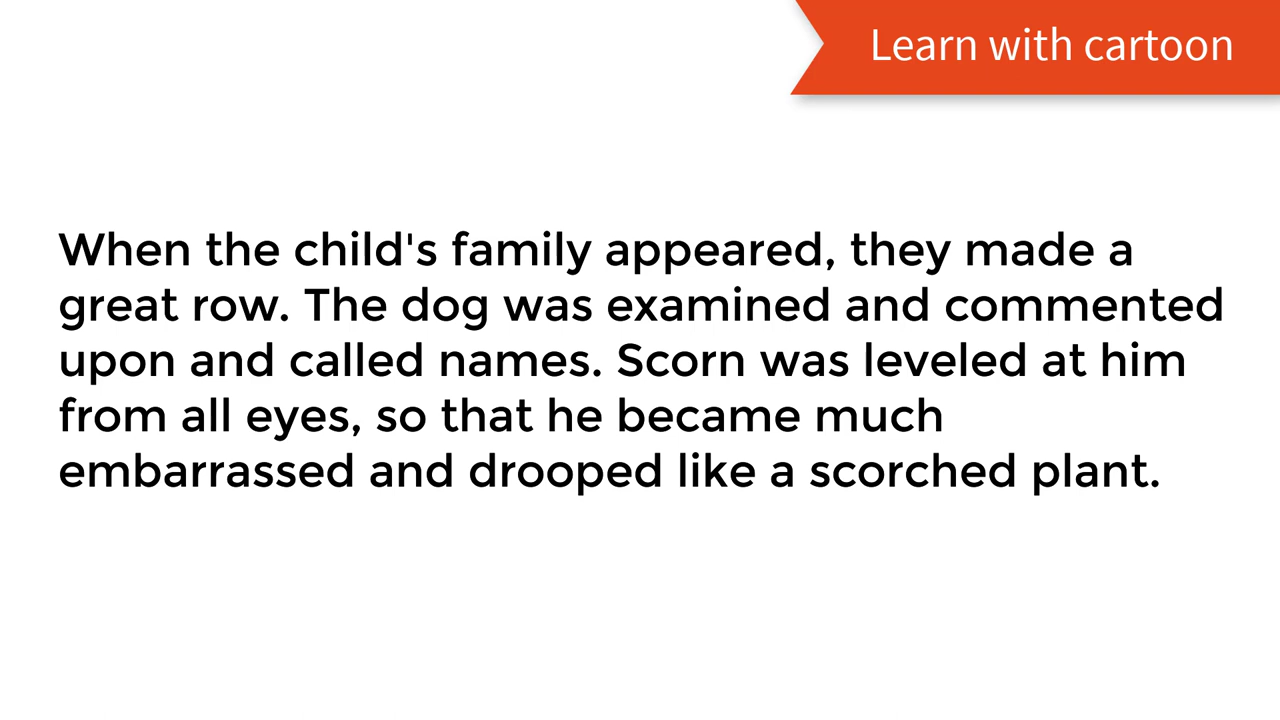 Learn with cartoon
When the child's family appeared, they made a
great row. The dog was examined and commented
upon and called names. Scorn was leveled at him
from all eyes, so that he became much
embarrassed and drooped like a scorched plant.